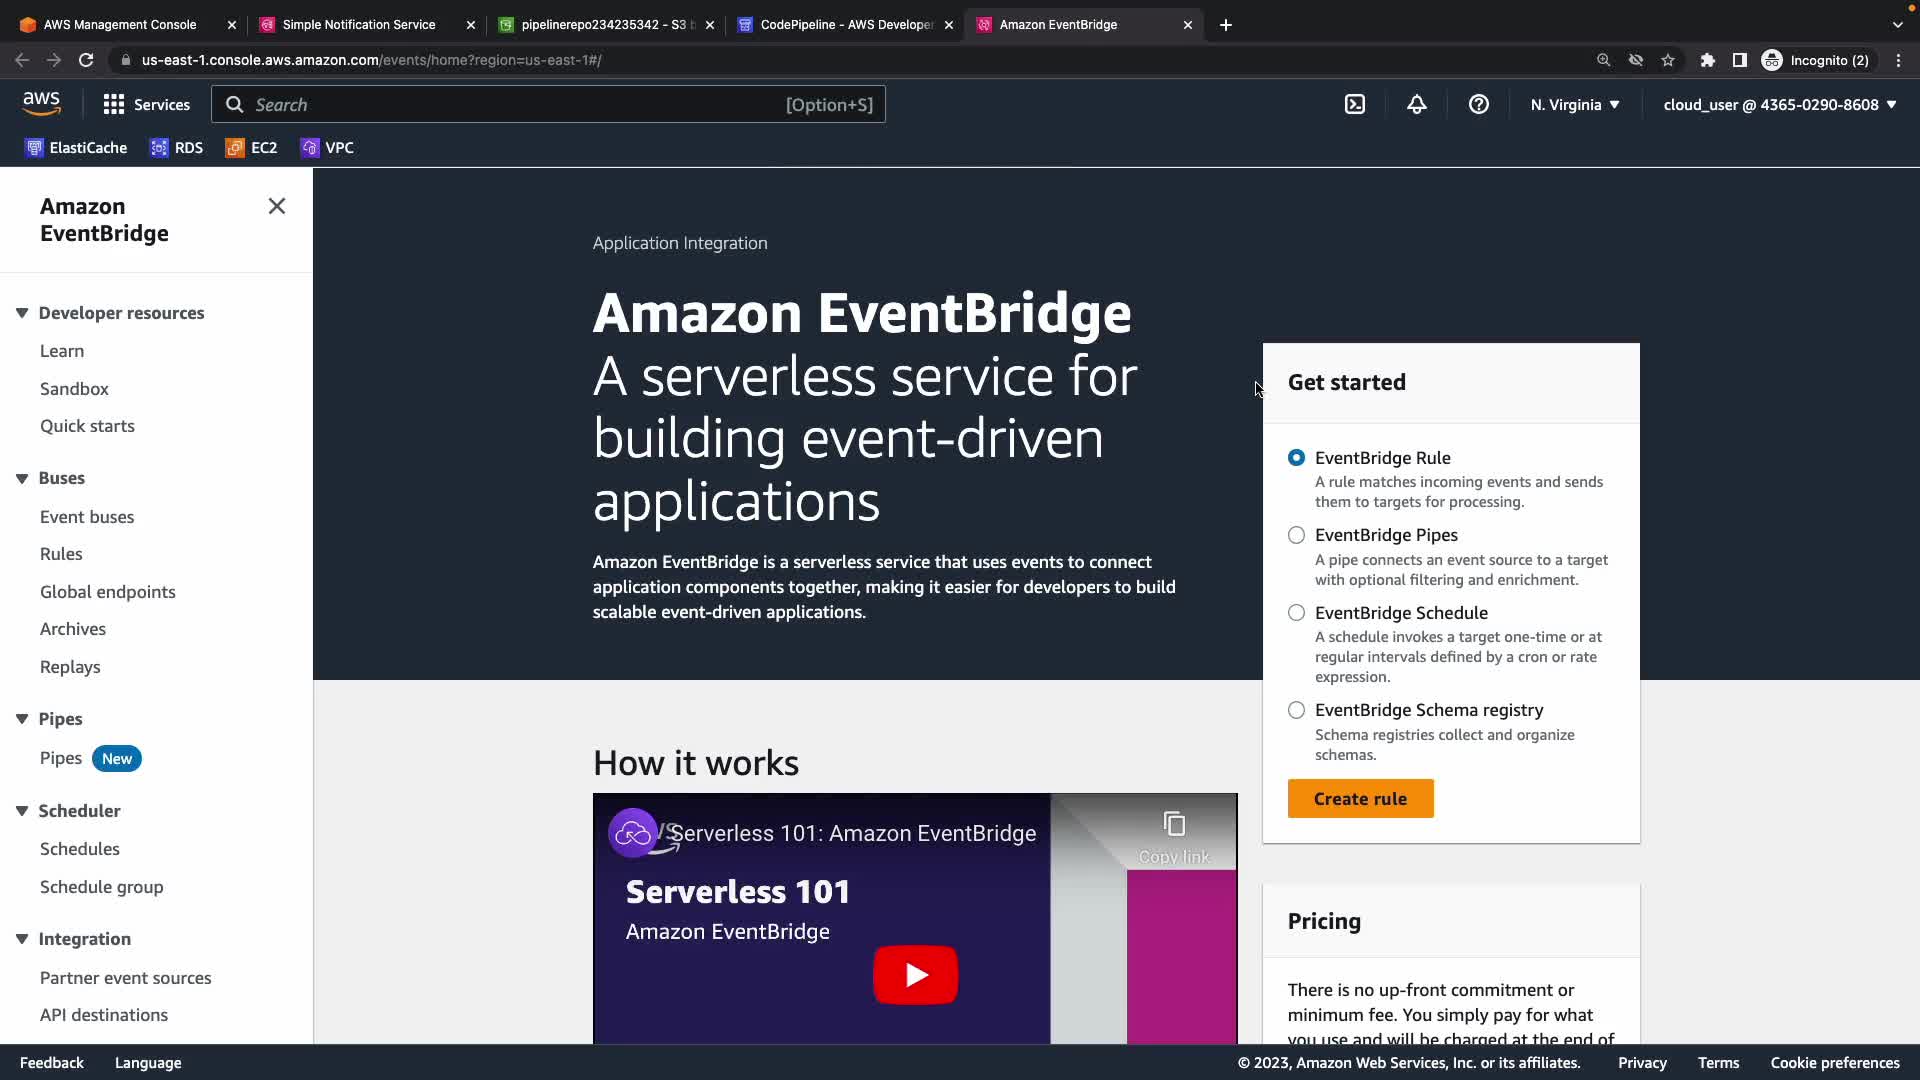 AWS Management Console
Simple Notification Service
pipelinerepo234235342 - S3 b
CodePipeline - AWS Develope
Amazon EventBridge
us-east-1.console.aws.amazon.com/events/home?region=us-east-1#/
Incognito (2)
aws
Services
Search
[Option+S]
N. Virginia
cloud_user @ 4365-0290-8608
ElastiCache
RDS
EC2
VPC
Amazon
EventBridge
Developer resources
Learn
Sandbox
Quick starts
Buses
Event buses
Rules
Global endpoints
Archives
Replays
Pipes
Pipes New
Scheduler
Schedules
Schedule group
Integration
Partner event sources
API destinations
Application Integration
Amazon EventBridge
A serverless service for
building event-driven
applications
Amazon EventBridge is a serverless service that uses events to connect
application components together, making it easier for developers to build
scalable event-driven applications.
Get started
EventBridge Rule
A rule matches incoming events and sends
them to targets for processing.
EventBridge Pipes
A pipe connects an event source to a target
with optional filtering and enrichment.
EventBridge Schedule
A schedule invokes a target one-time or at
regular intervals defined by a cron or rate
expression.
EventBridge Schema registry
Schema registries collect and organize
schemas.
Create rule
How it works
Serverless 101: Amazon EventBridge
Copy link
Serverless 101
Amazon EventBridge
Pricing
There is no up-front commitment or
minimum fee. You simply pay for what
you use and will be charged at the end of
Feedback
Language
© 2023, Amazon Web Services, Inc. or its affiliates.
Privacy
Terms
Cookie preferences